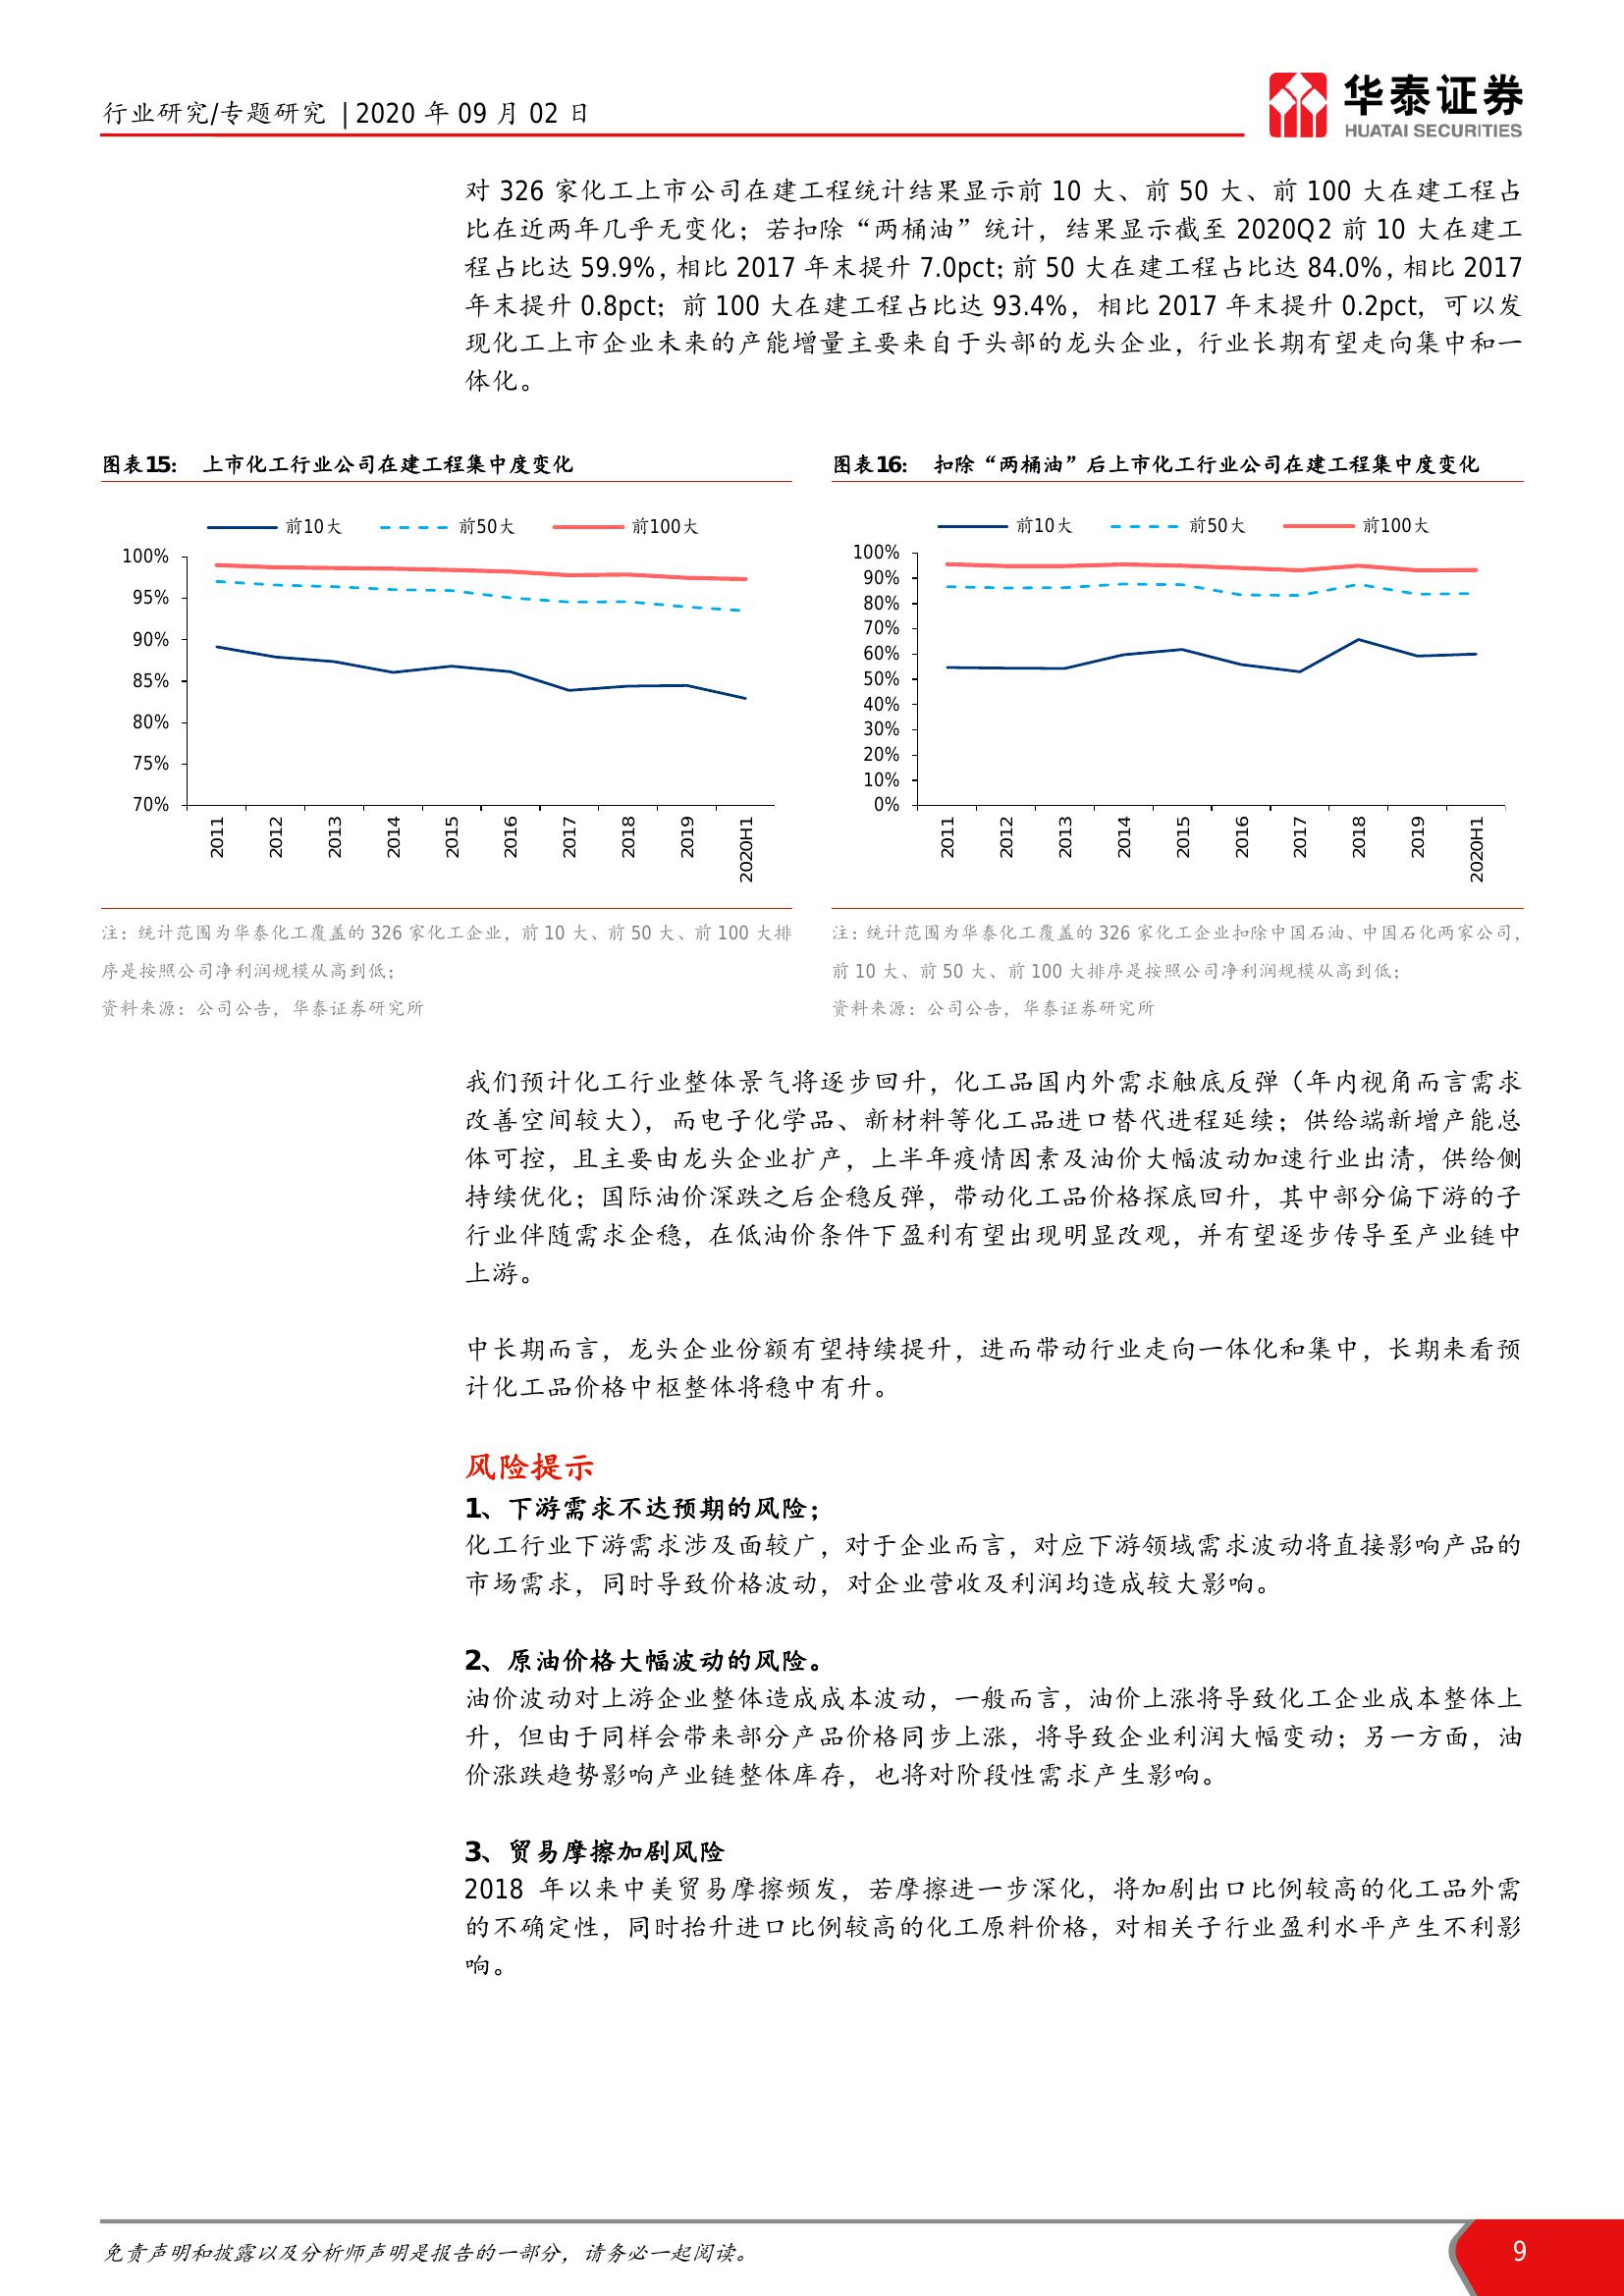 行业研究/专题研究 | 2020 年 09 月 02 日
华泰证券
HUATAI SECURITIES
对 326 家化工上市公司在建工程统计结果显示前 10 大、前 50 大、前 100 大在建工程占
比在近两年几乎无变化；若扣除“两桶油”统计，结果显示截至 2020Q2 前 10 大在建工
程占比达 59.9%，相比 2017 年末提升 7.0pct；前 50 大在建工程占比达 84.0%，相比 2017
年末提升 0.8pct；前 100 大在建工程占比达 93.4%，相比 2017 年末提升 0.2pct，可以发
现化工上市企业未来的产能增量主要来自于头部的龙头企业，行业长期有望走向集中和一
体化。
图表15： 上市化工行业公司在建工程集中度变化
前10大 前50大 前100大
100%
95%
90%
85%
80%
75%
70%
2011 2012 2013 2014 2015 2016 2017 2018 2019 2020H1
注：统计范围为华泰化工覆盖的 326 家化工企业，前 10 大、前 50 大、前 100 大排
序是按照公司净利润规模从高到低；
资料来源：公司公告，华泰证券研究所
图表16： 扣除“两桶油”后上市化工行业公司在建工程集中度变化
前10大 前50大 前100大
100%
90%
80%
70%
60%
50%
40%
30%
20%
10%
0%
2011 2012 2013 2014 2015 2016 2017 2018 2019 2020H1
注：统计范围为华泰化工覆盖的 326 家化工企业扣除中国石油、中国石化两家公司，
前 10 大、前 50 大、前 100 大排序是按照公司净利润规模从高到低；
资料来源：公司公告，华泰证券研究所
我们预计化工行业整体景气将逐步回升，化工品国内外需求触底反弹（年内视角而言需求
改善空间较大），而电子化学品、新材料等化工品进口替代进程延续；供给端新增产能总
体可控，且主要由龙头企业扩产，上半年疫情因素及油价大幅波动加速行业出清，供给侧
持续优化；国际油价深跌之后企稳反弹，带动化工品价格探底回升，其中部分偏下游的子
行业伴随需求企稳，在低油价条件下盈利有望出现明显改观，并有望逐步传导至产业链中
上游。
中长期而言，龙头企业份额有望持续提升，进而带动行业走向一体化和集中，长期来看预
计化工品价格中枢整体将稳中有升。
风险提示
1、下游需求不达预期的风险；
化工行业下游需求涉及面较广，对于企业而言，对应下游领域需求波动将直接影响产品的
市场需求，同时导致价格波动，对企业营收及利润均造成较大影响。
2、原油价格大幅波动的风险。
油价波动对上游企业整体造成成本波动，一般而言，油价上涨将导致化工企业成本整体上
升，但由于同样会带来部分产品价格同步上涨，将导致企业利润大幅变动；另一方面，油
价涨跌趋势影响产业链整体库存，也将对阶段性需求产生影响。
3、贸易摩擦加剧风险
2018 年以来中美贸易摩擦频发，若摩擦进一步深化，将加剧出口比例较高的化工品外需
的不确定性，同时抬升进口比例较高的化工原料价格，对相关子行业盈利水平产生不利影
响。
免责声明和披露以及分析师声明是报告的一部分，请务必一起阅读。
9